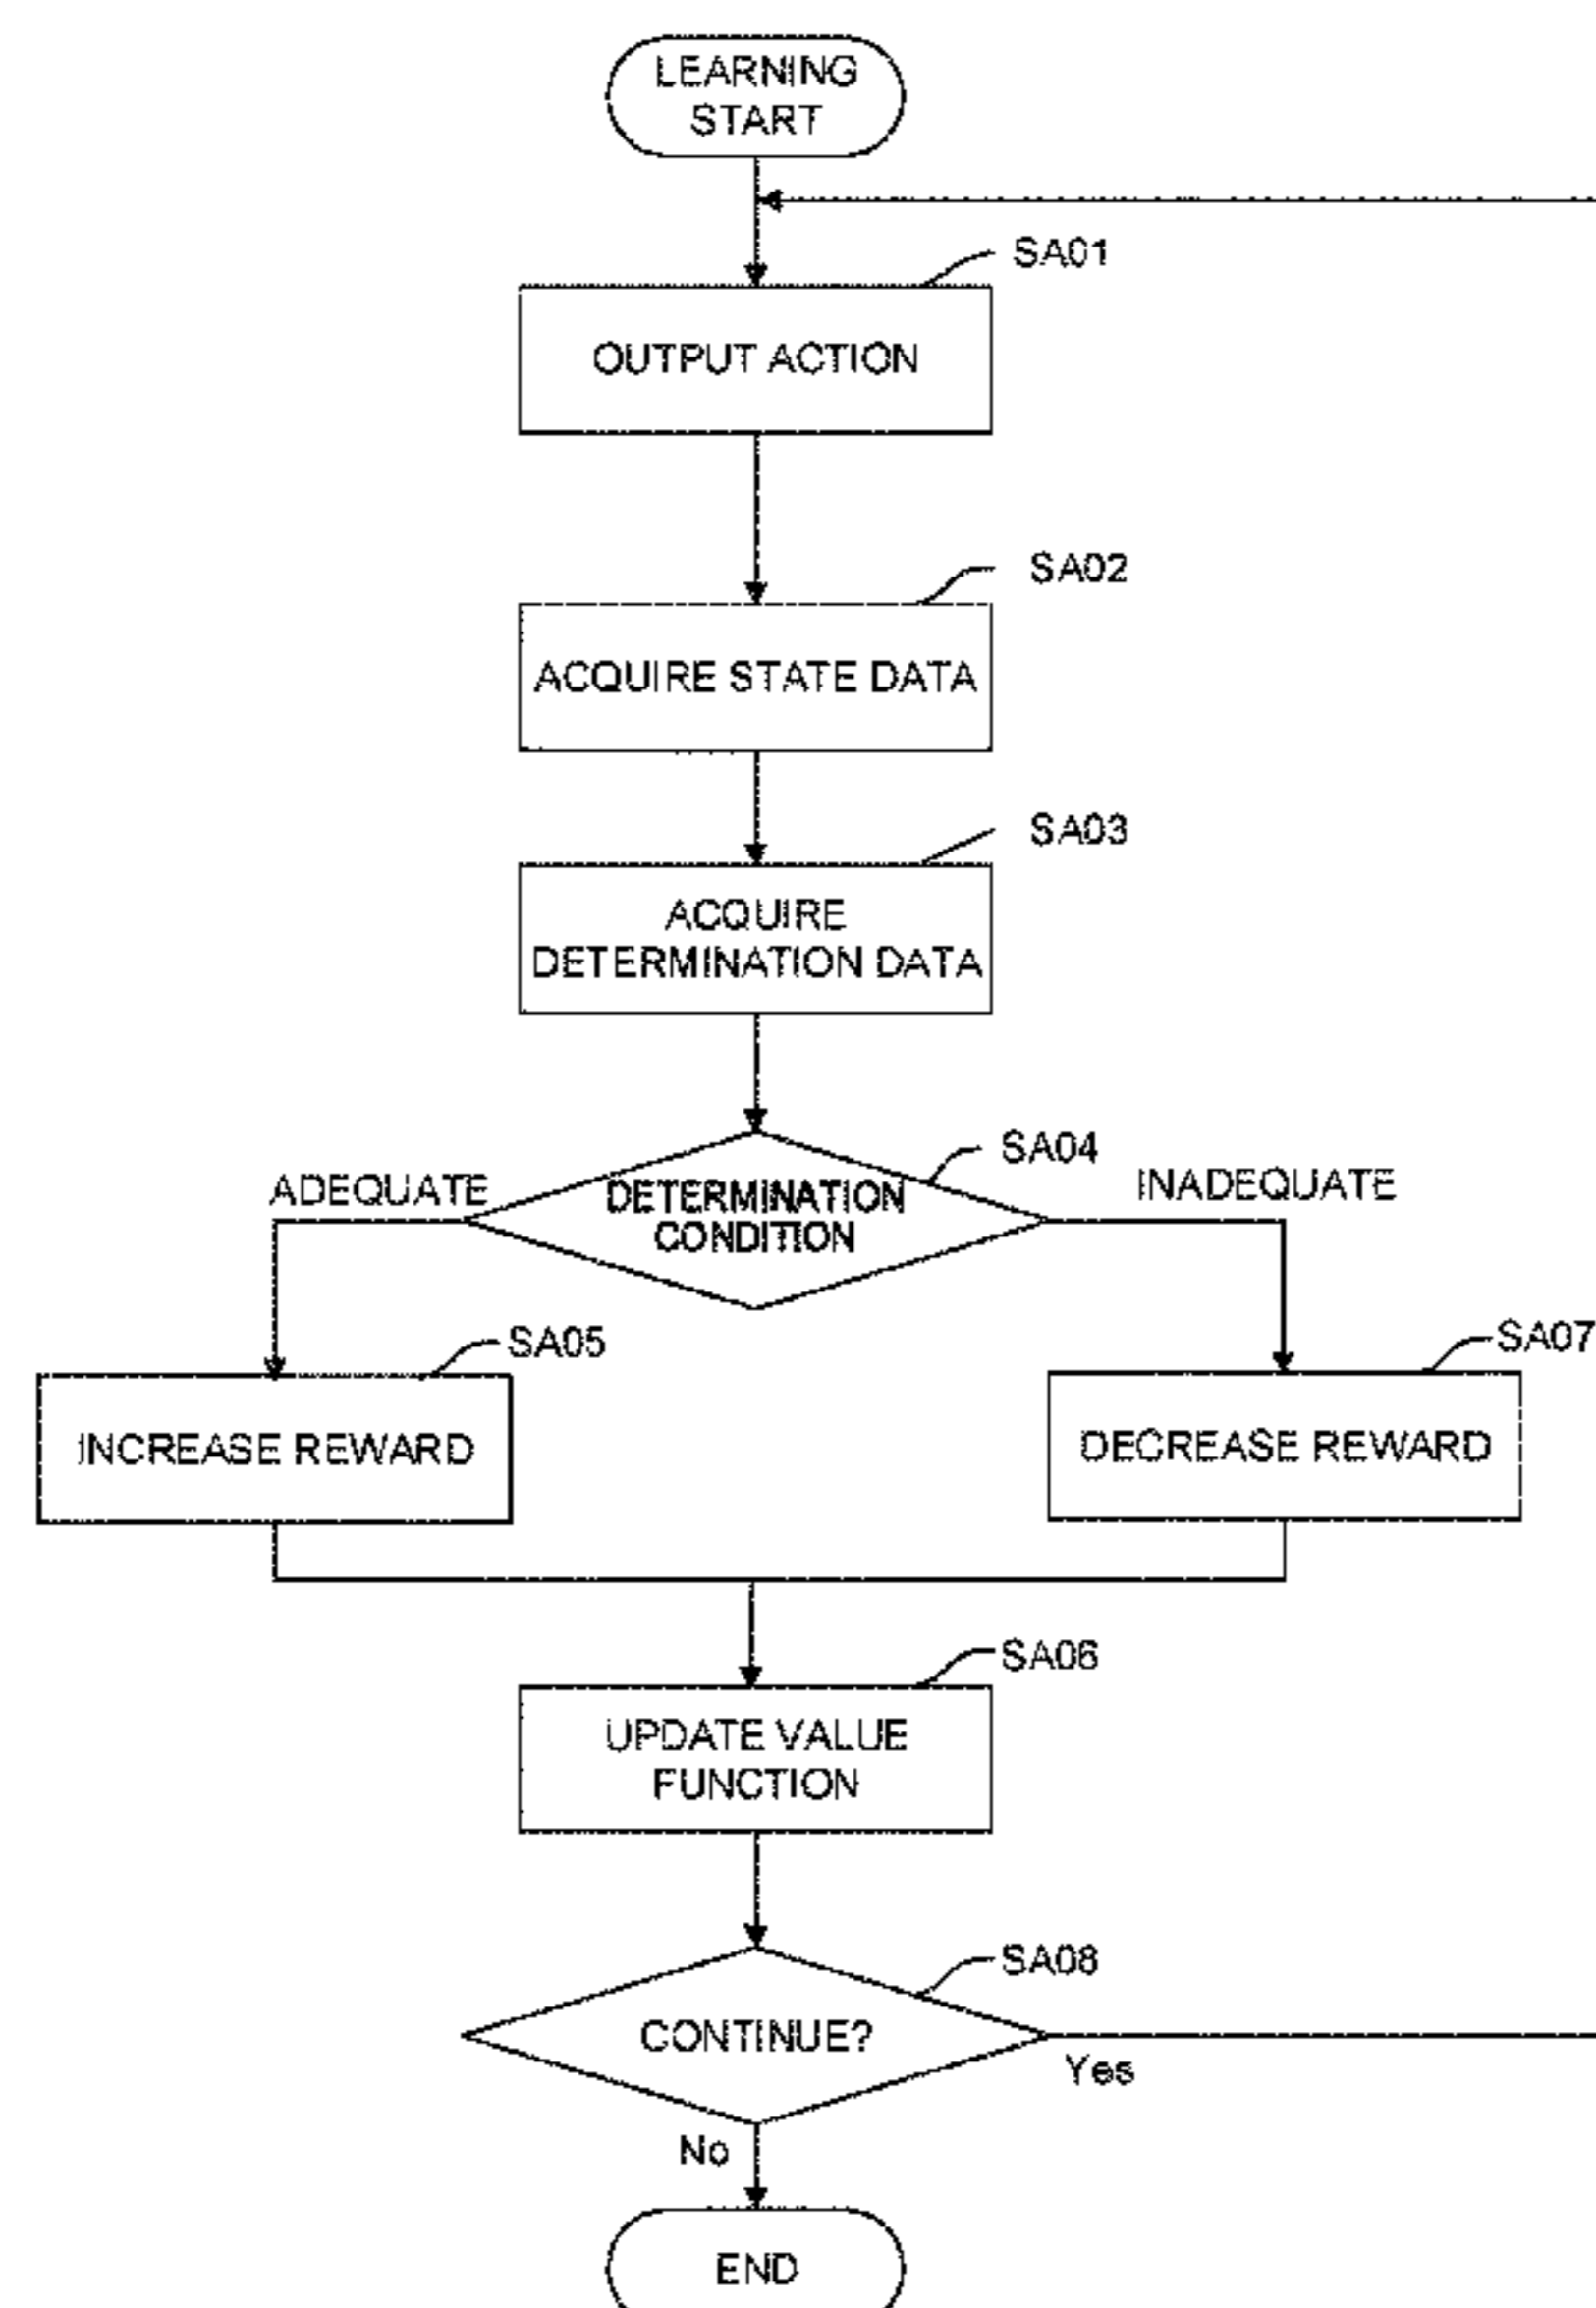 LEARNING
START
SA01
OUTPUT ACTION
SA02
ACQUIRE STATE DATA
SA03
ACQUIRE
DETERMINATION DATA
SA04
ADEQUATE
INADEQUATE
DETERMINATION
CONDITION
SA05
SA07
INCREASE REWARD
DECREASE REWARD
SA06
UPDATE VALUE
FUNCTION
SA08
CONTINUE?
Yes
No
END